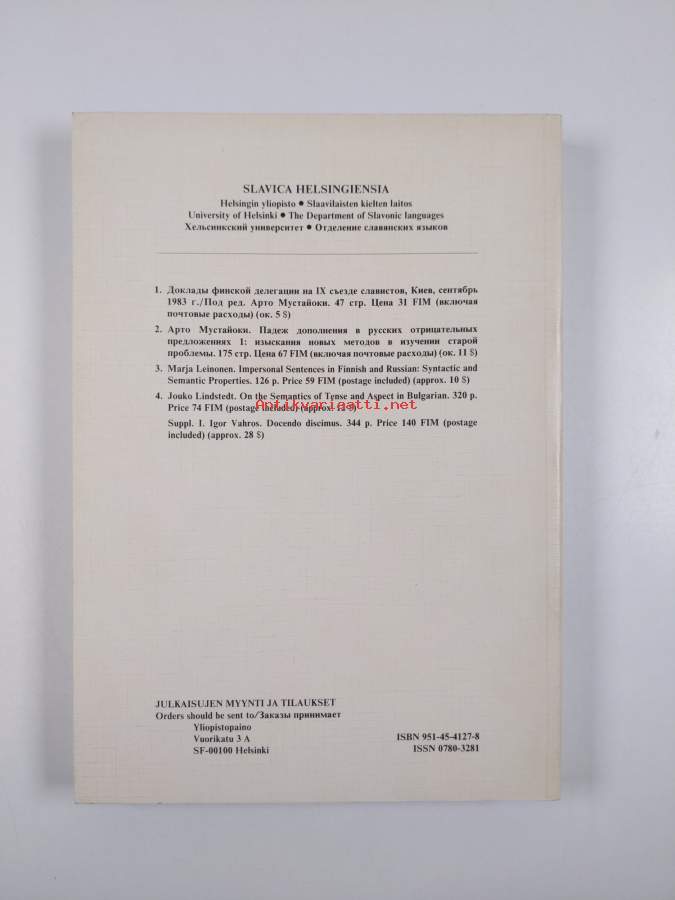 SLAVICA HELSINGIENSIA
Helsingin yliopisto ● Slaavilaisten kielten laitos
University of Helsinki ● The Department of Slavonic languages
Хельсинкский университет ● Отделение славянских языков
1. Доклады финской делегации на IX съезде славистов, Киев, сентябрь
1983 г./Под ред. Арто Мустайоки. 47 стр. Цена 31 FIM (включая
почтовые расходы) (ок. 5 $)
2. Арто Мустайоки. Падеж дополнения в русских отрицательных
предложениях 1: изыскания новых методов в изучении старой
проблемы. 175 стр. Цена 67 FIM (включая почтовые расходы) (ок. 11 $)
3. Marja Leinonen. Impersonal Sentences in Finnish and Russian: Syntactic and
Semantic Properties. 126 p. Price 59 FIM (postage included) (approx. 10 $)
4. Jouko Lindstedt. On the Semantics of Tense and Aspect in Bulgarian. 320 p.
Price 74 FIM (postage included) (approx. $)
Antikvariaatti.net
Suppl. I. Igor Vahros. Docendo discimus. 344 p. Price 140 FIM (postage
included) (approx. 28 $)
JULKAISUJEN MYYNTI JA TILAUKSET
Orders should be sent to/Заказы принимает
Yliopistopaino
Vuorikatu 3 A
SF-00100 Helsinki
ISBN 951-45-4127-8
ISSN 0780-3281